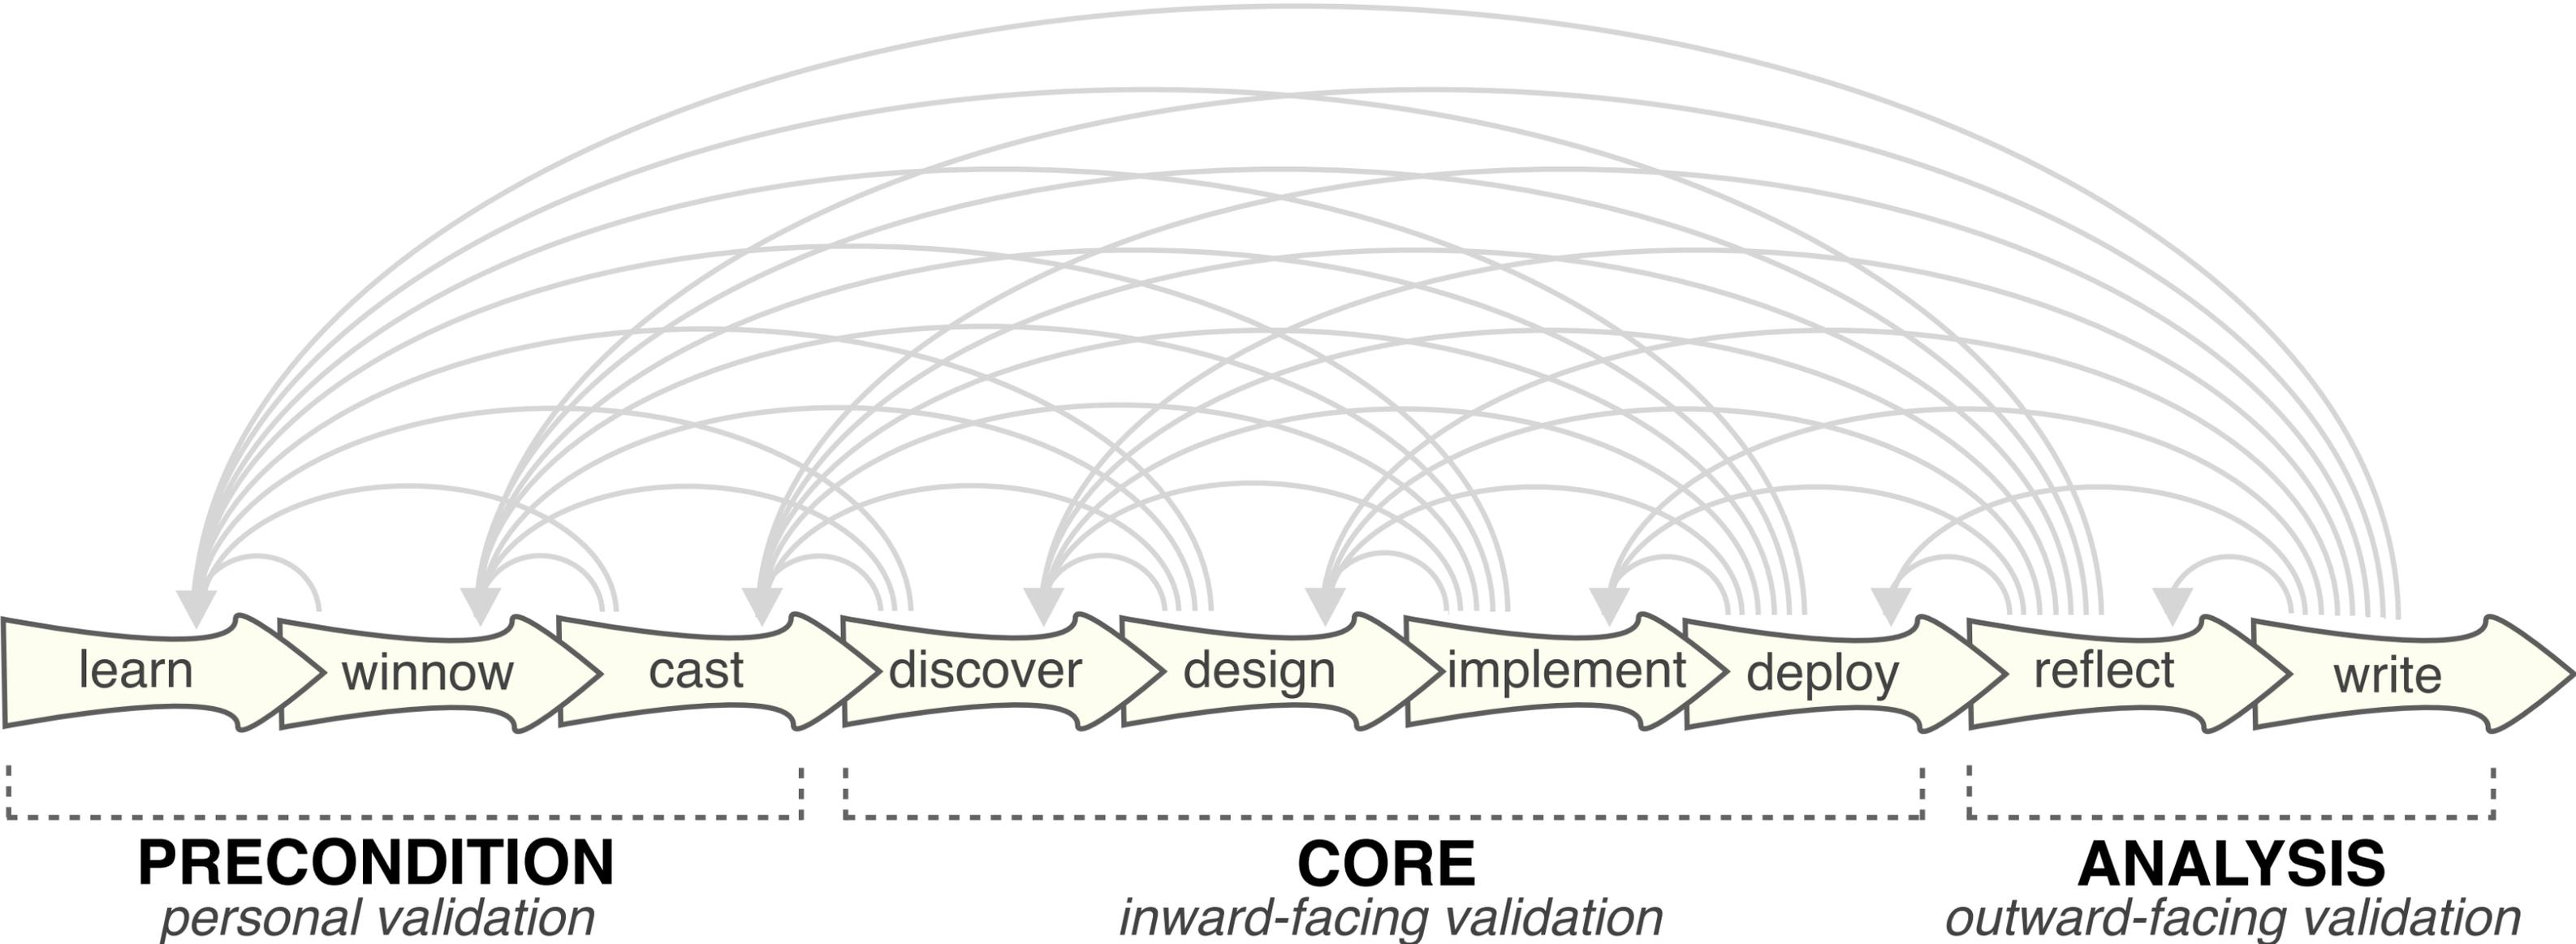 learn winnow cast discover design implement deploy reflect write
PRECONDITION CORE ANALYSIS
personal validation inward-facing validation outward-facing validation